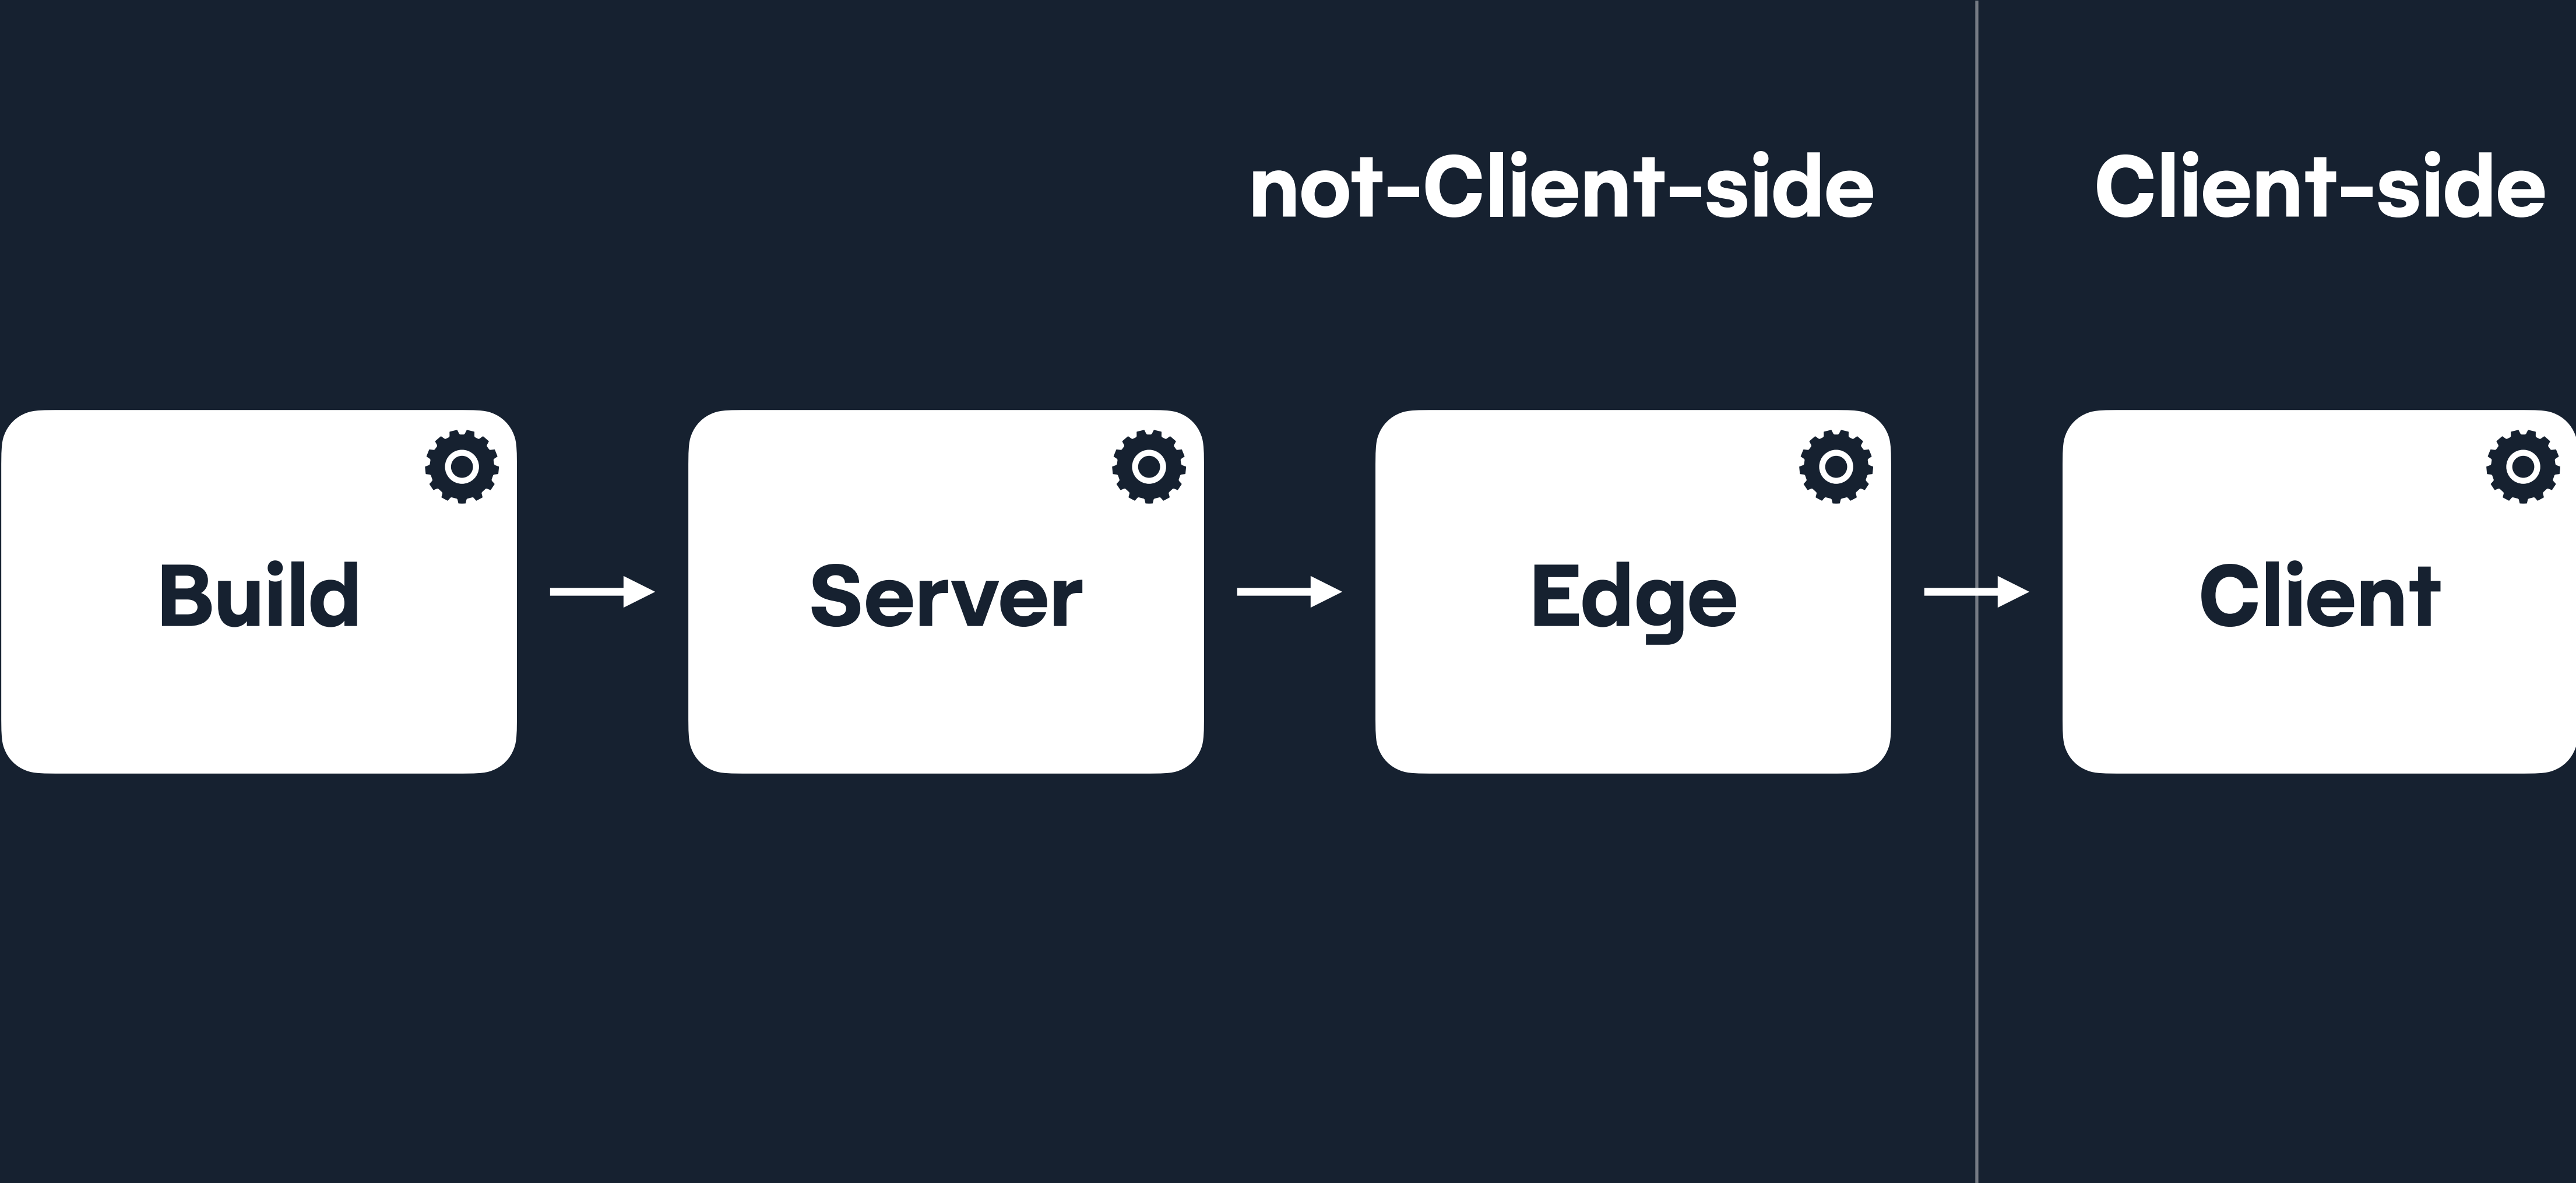 not-Client-side
Client-side
Build
Server
Edge
Client